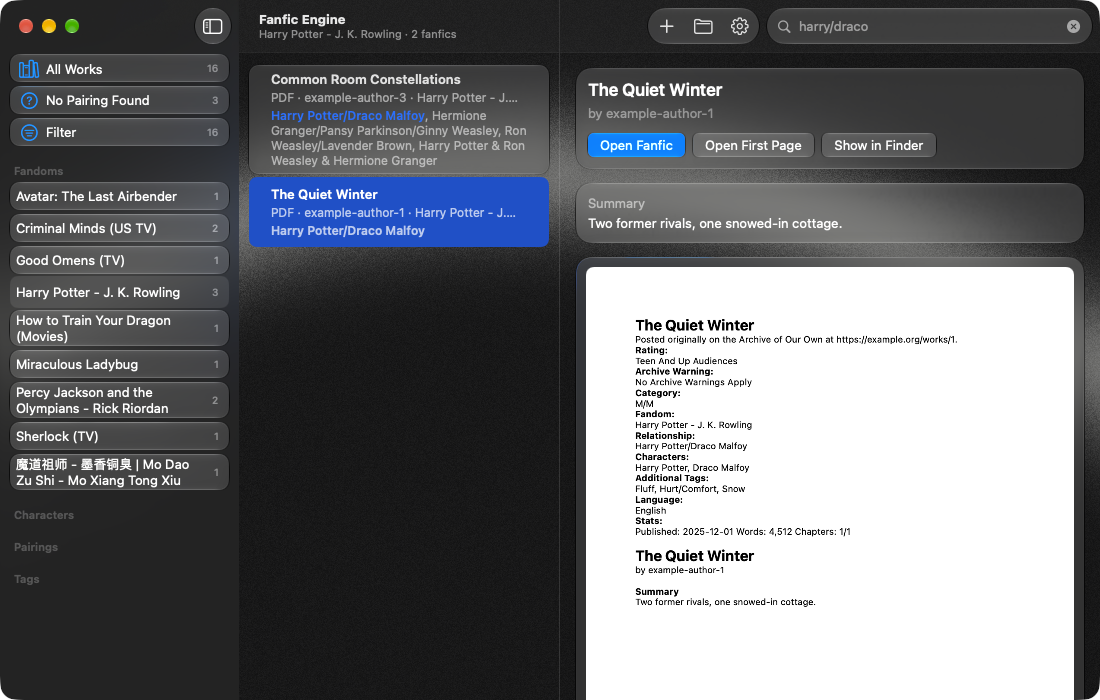 All Works 16
No Pairing Found 3
Filter 16
Fandoms
Avatar: The Last Airbender 1
Criminal Minds (US TV) 2
Good Omens (TV) 1
Harry Potter - J. K. Rowling 3
How to Train Your Dragon
(Movies) 1
Miraculous Ladybug 1
Percy Jackson and the
Olympians - Rick Riordan 2
Sherlock (TV) 1
魔道祖师 - 墨香铜臭 | Mo Dao
Zu Shi - Mo Xiang Tong Xiu 1
Characters
Pairings
Tags
Fanfic Engine
Harry Potter - J. K. Rowling · 2 fanfics
Common Room Constellations
PDF · example-author-3 · Harry Potter - J....
Harry Potter/Draco Malfoy, Hermione
Granger/Pansy Parkinson/Ginny Weasley, Ron
Weasley/Lavender Brown, Harry Potter & Ron
Weasley & Hermione Granger
The Quiet Winter
PDF · example-author-1 · Harry Potter - J....
Harry Potter/Draco Malfoy
harry/draco
The Quiet Winter
by example-author-1
Open Fanfic Open First Page Show in Finder
Summary
Two former rivals, one snowed-in cottage.
The Quiet Winter
Posted originally on the Archive of Our Own at https://example.org/works/1.
Rating:
Teen And Up Audiences
Archive Warning:
No Archive Warnings Apply
Category:
M/M
Fandom:
Harry Potter - J. K. Rowling
Relationship:
Harry Potter/Draco Malfoy
Characters:
Harry Potter, Draco Malfoy
Additional Tags:
Fluff, Hurt/Comfort, Snow
Language:
English
Stats:
Published: 2025-12-01 Words: 4,512 Chapters: 1/1
The Quiet Winter
by example-author-1
Summary
Two former rivals, one snowed-in cottage.